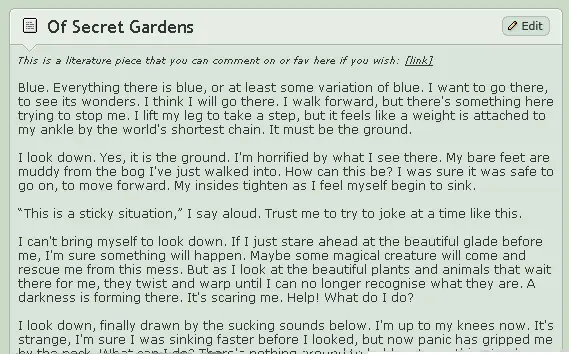 Of Secret Gardens
Edit
This is a literature piece that you can comment on or fav here if you wish: [link]
Blue. Everything there is blue, or at least some variation of blue. I want to go there,
to see its wonders. I think I will go there. I walk forward, but there's something here
trying to stop me. I lift my leg to take a step, but it feels like a weight is attached to
my ankle by the world's shortest chain. It must be the ground.
I look down. Yes, it is the ground. I'm horrified by what I see there. My bare feet are
muddy from the bog I've just walked into. How can this be? I was sure it was safe to
go on, to move forward. My insides tighten as I feel myself begin to sink.
“This is a sticky situation,” I say aloud. Trust me to try to joke at a time like this.
I can't bring myself to look down. If I just stare ahead at the beautiful glade before
me, I'm sure something will happen. Maybe some magical creature will come and
rescue me from this mess. But as I look at the beautiful plants and animals that wait
there for me, they twist and warp until I can no longer recognise what they are. A
darkness is forming there. It's scaring me. Help! What do I do?
I look down, finally drawn by the sucking sounds below. I'm up to my knees now. It's
strange, I'm sure I was sinking faster before I looked, but now panic has gripped me
by the neck. What can I do? There's nothing around